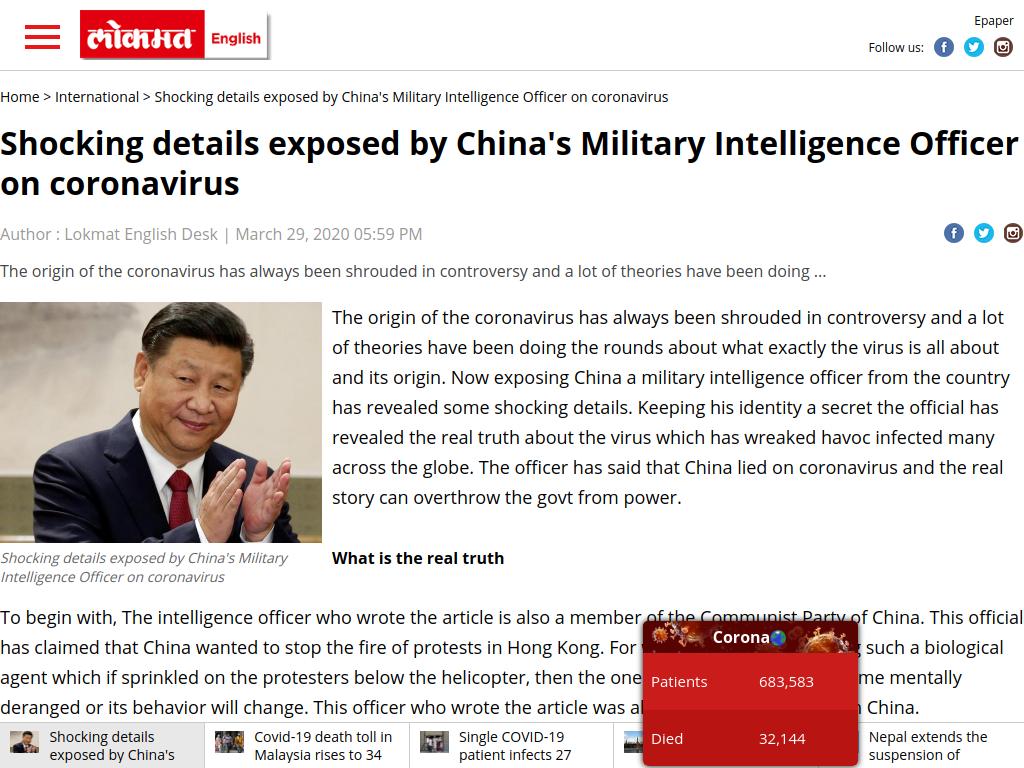 लोकमत English
Epaper
Follow us:
Home > International > Shocking details exposed by China's Military Intelligence Officer on coronavirus
Shocking details exposed by China's Military Intelligence Officer
on coronavirus
Author : Lokmat English Desk | March 29, 2020 05:59 PM
The origin of the coronavirus has always been shrouded in controversy and a lot of theories have been doing ...
The origin of the coronavirus has always been shrouded in controversy and a lot
of theories have been doing the rounds about what exactly the virus is all about
and its origin. Now exposing China a military intelligence officer from the country
has revealed some shocking details. Keeping his identity a secret the official has
revealed the real truth about the virus which has wreaked havoc infected many
across the globe. The officer has said that China lied on coronavirus and the real
story can overthrow the govt from power.
Shocking details exposed by China's Military
Intelligence Officer on coronavirus
What is the real truth
To begin with, The intelligence officer who wrote the article is also a member of the Communist Party of China. This official
has claimed that China wanted to stop the fire of protests in Hong Kong. For such a biological
agent which if sprinkled on the protesters below the helicopter, then the one mentally
deranged or its behavior will change. This officer who wrote the article was China.
Corona
Patients 683,583
Died 32,144
Shocking details
exposed by China's
Covid-19 death toll in
Malaysia rises to 34
Single COVID-19
patient infects 27
Nepal extends the
suspension of